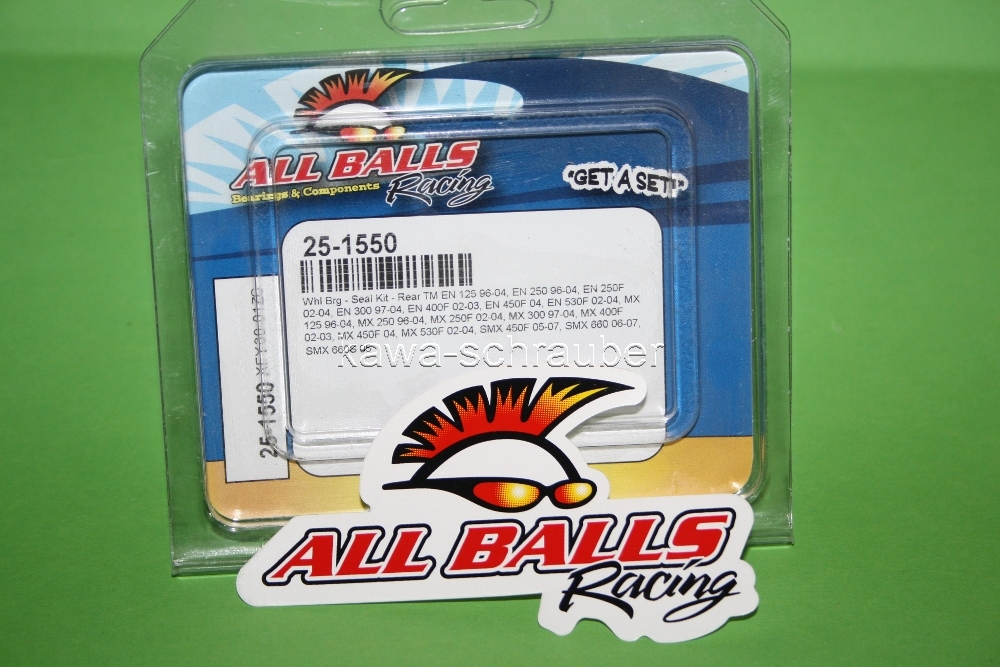 ALL BALLS
Racing
Bearings & Components
"GET A SET!"
25-1550
Whl Brg - Seal Kit - Rear TM EN 125 96-04, EN 250 96-04, EN 250F
02-04, EN 300 97-04, EN 400F 02-03, EN 450F 04, EN 530F 02-04, MX
125 96-04, MX 250 96-04, MX 250F 02-04, MX 300 97-04, MX 400F
02-03, MX 450F 04, MX 530F 02-04, SMX 450F 05-07, SMX 660 06-07,
SMX 660S 05
kawa-schrauber
25-1550
ALL BALLS
Racing